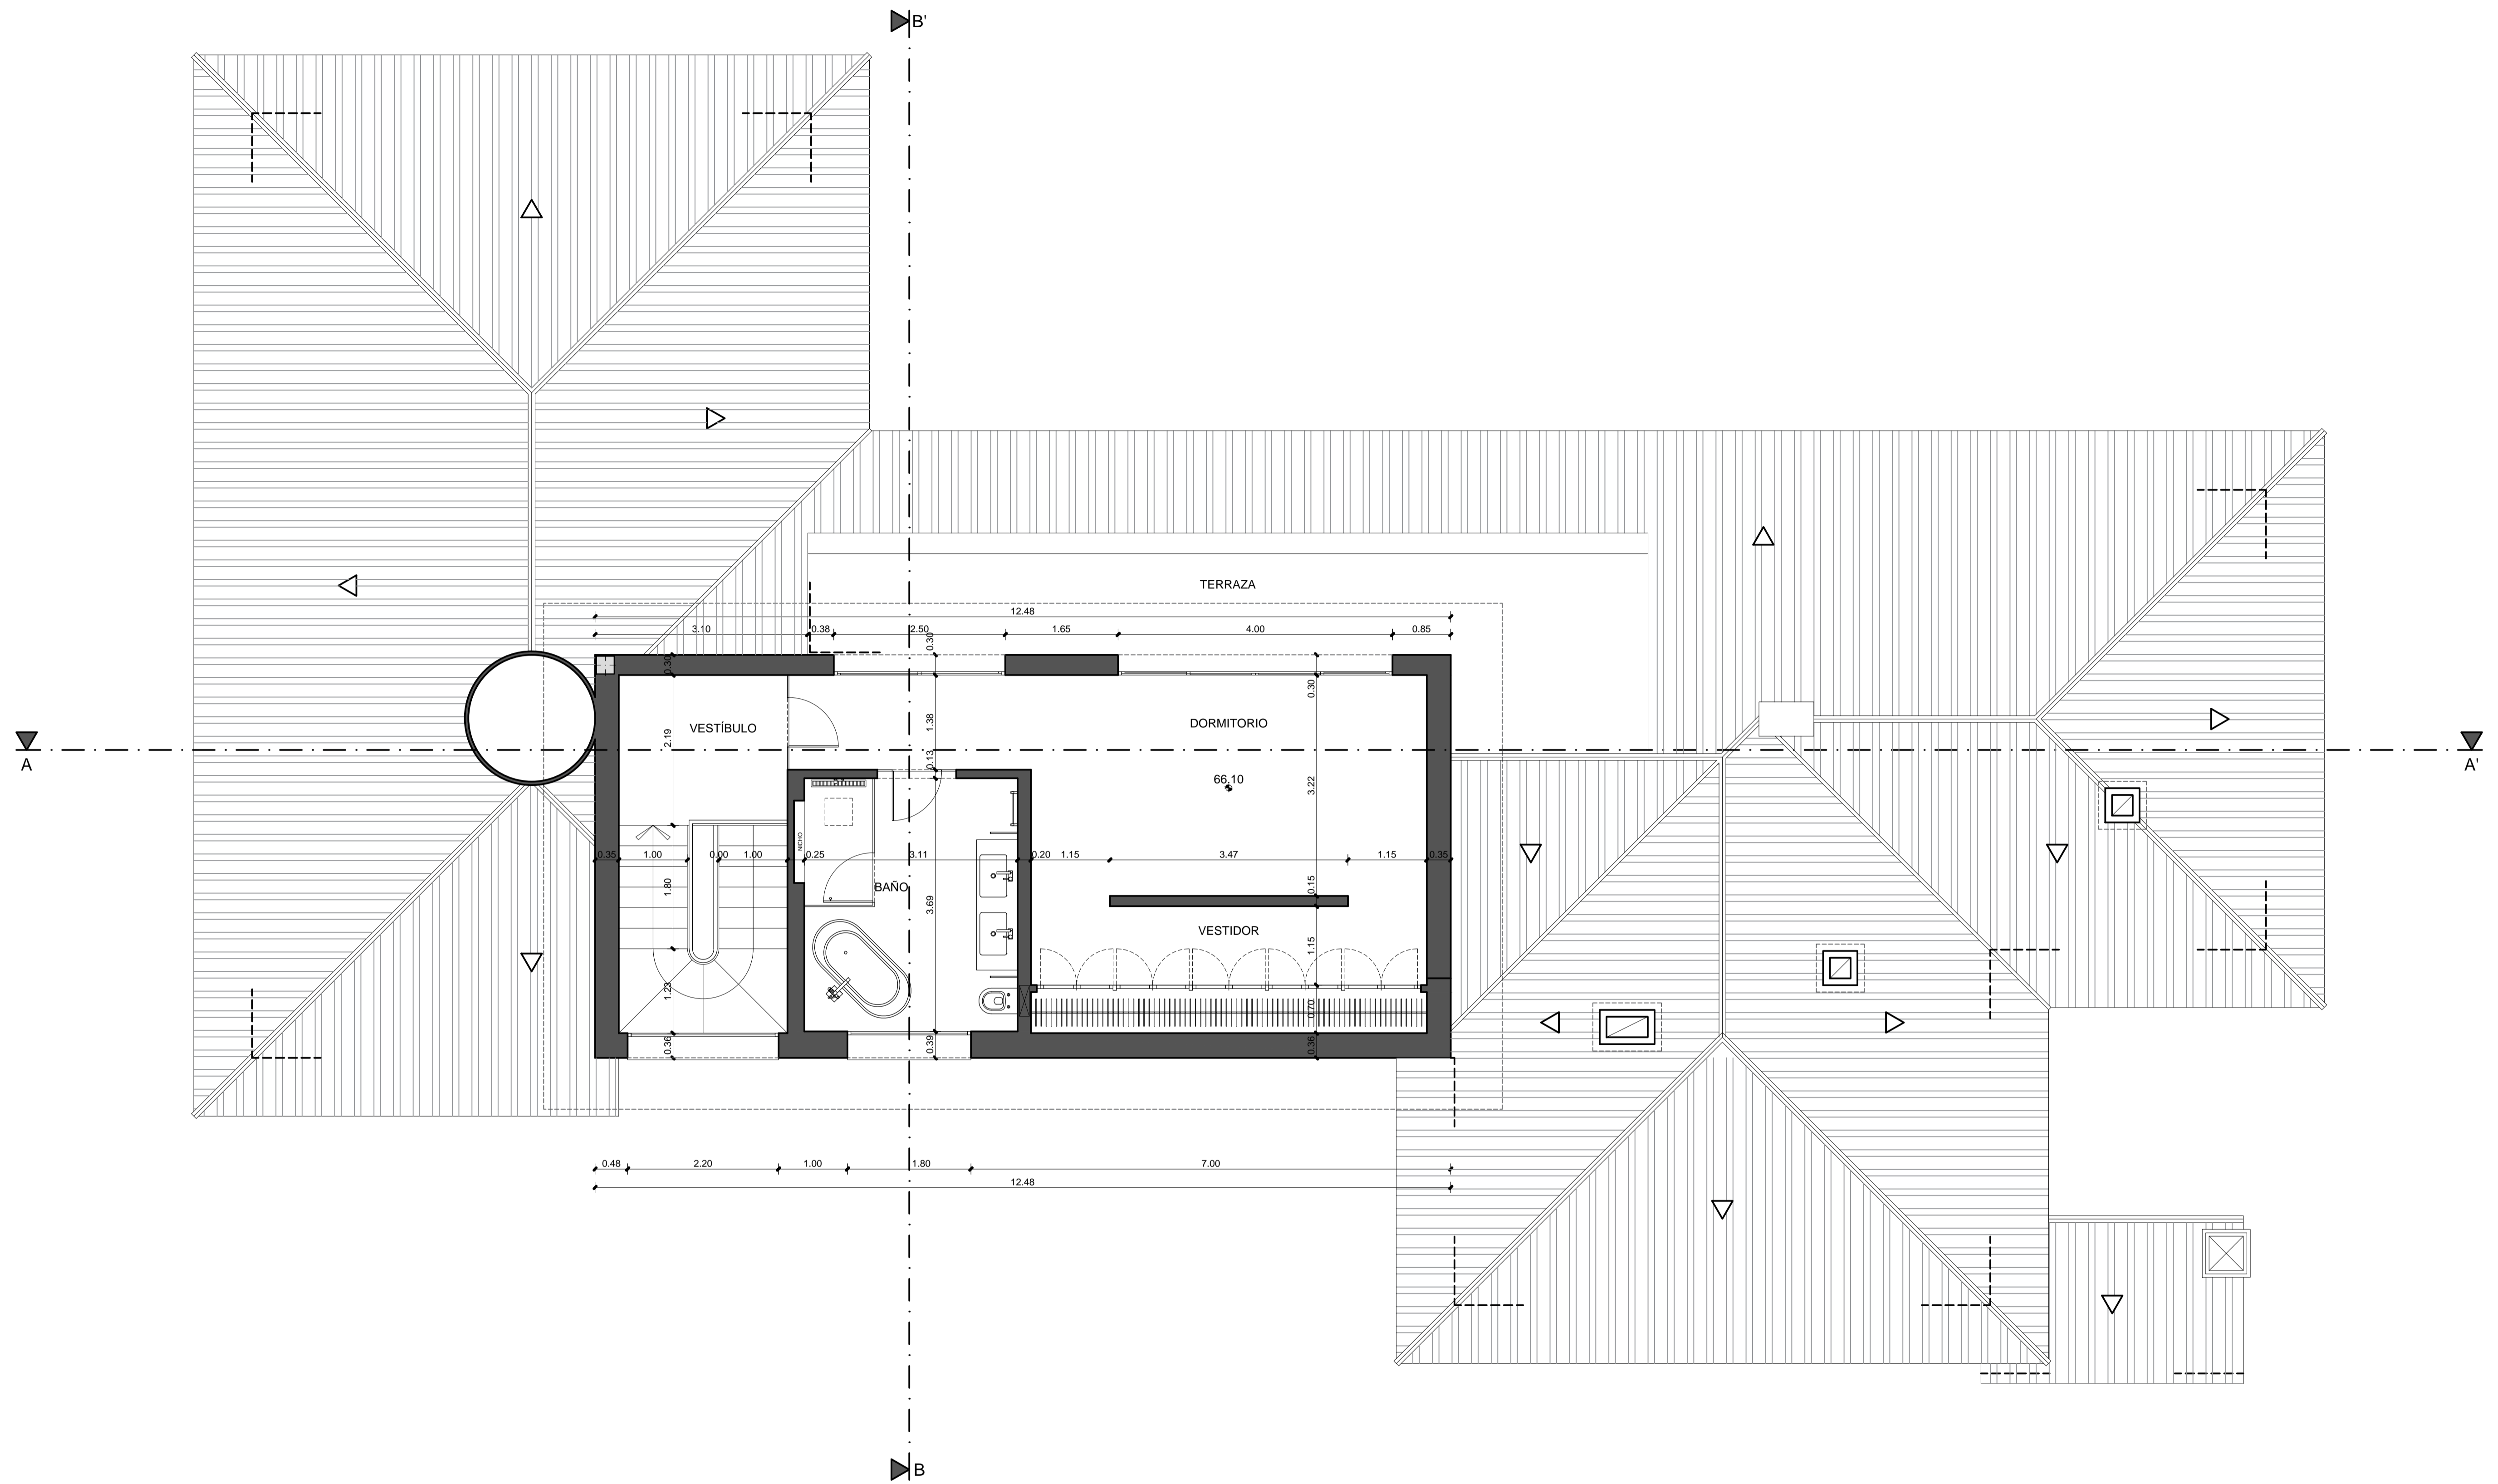 B'
TERRAZA
12.48
3.10 0.38 2.50 1.65 4.00 0.85
0.30
0.30
0.30
VESTÍBULO
DORMITORIO
2.19
1.38
A
A'
0.13
66.10
3.22
NICHO
0.35 1.00 0.00 1.00 0.25 3.11 0.20 1.15 3.47 1.15 0.35
1.80
BAÑO
0.15
3.69
VESTIDOR
1.15
1.23
0.70
0.36
0.39
0.36
0.48 2.20 1.00 1.80 7.00
12.48
B